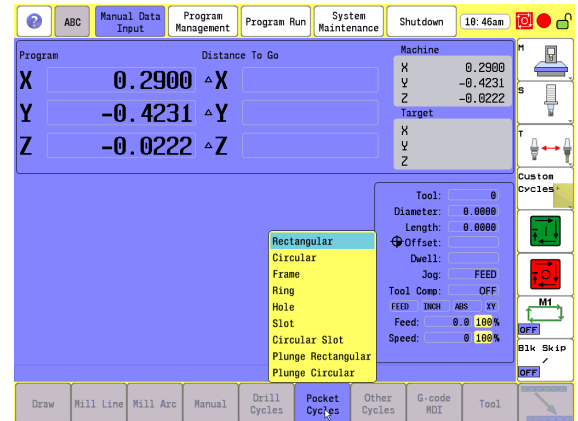 ?
ABC
Manual Data
Input
Program
Management
Program Run
System
Maintenance
Shutdown
10:46am
Program
Distance To Go
X 0.2900 ΔX
Y -0.4231 ΔY
Z -0.0222 ΔZ
Machine
X 0.2900
Y -0.4231
Z -0.0222
Target
X
Y
Z
Tool: 0
Diameter: 0.0000
Length: 0.0000
Offset:
Dwell:
Jog: FEED
Tool Comp: OFF
FEED INCH ABS XY
Feed: 0.0 100%
Speed: 0 100%
Rectangular
Circular
Frame
Ring
Hole
Slot
Circular Slot
Plunge Rectangular
Plunge Circular
M
S
T
Custom
Cycles+
I
O
M1
OFF
Blk Skip
/
OFF
Draw
Mill Line
Mill Arc
Manual
Drill
Cycles
Pocket
Cycles
Other
Cycles
G-code
MDI
Tool